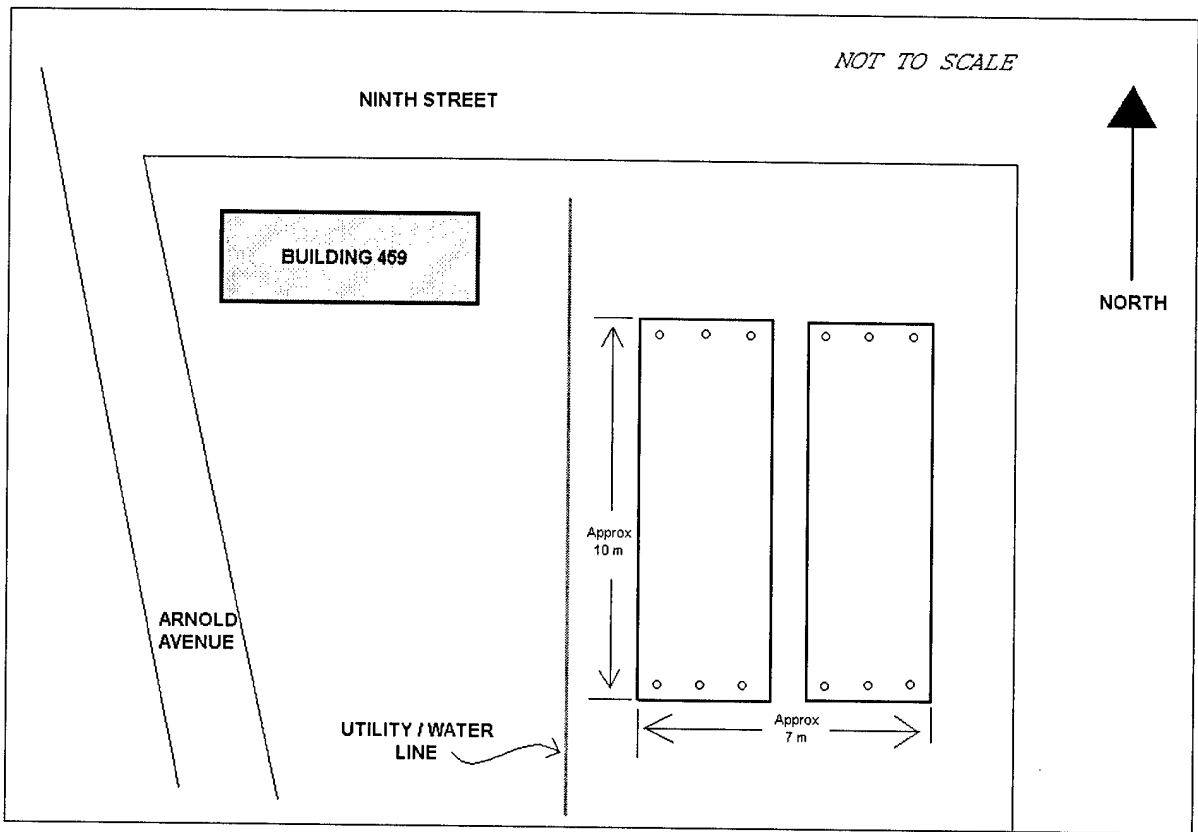 NOT TO SCALE
NINTH STREET
BUILDING 459
NORTH
Approx
10 m
ARNOLD
AVENUE
UTILITY / WATER
LINE
Approx
7 m